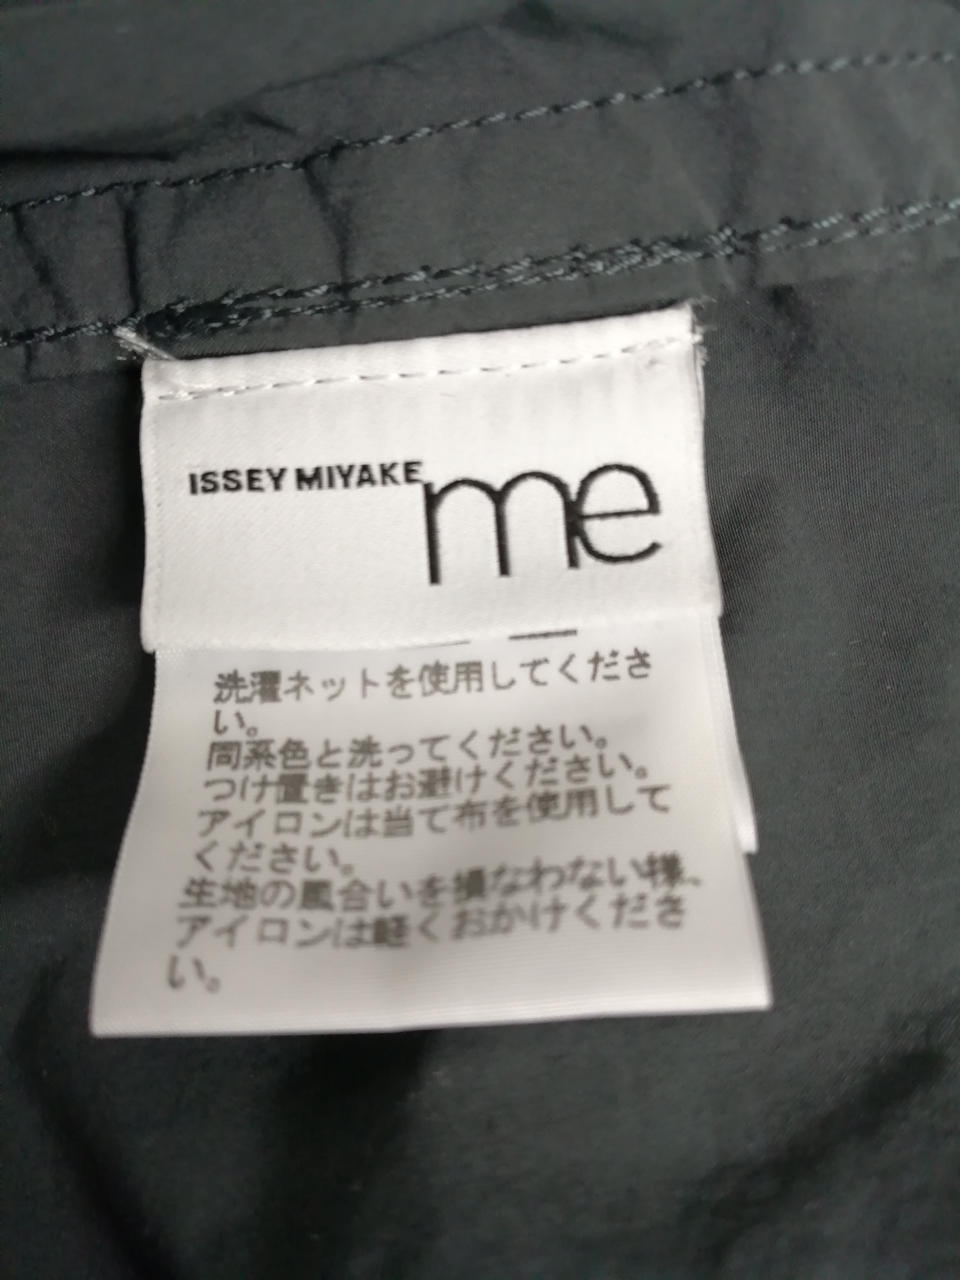 ISSEY MIYAKE me
洗濯ネットを使用してくださ
い。
同系色と洗ってください。
つけ置きはお避けください。
アイロンは当て布を使用して
ください。
生地の風合いを損なわない様、
アイロンは軽くおかけくださ
い。